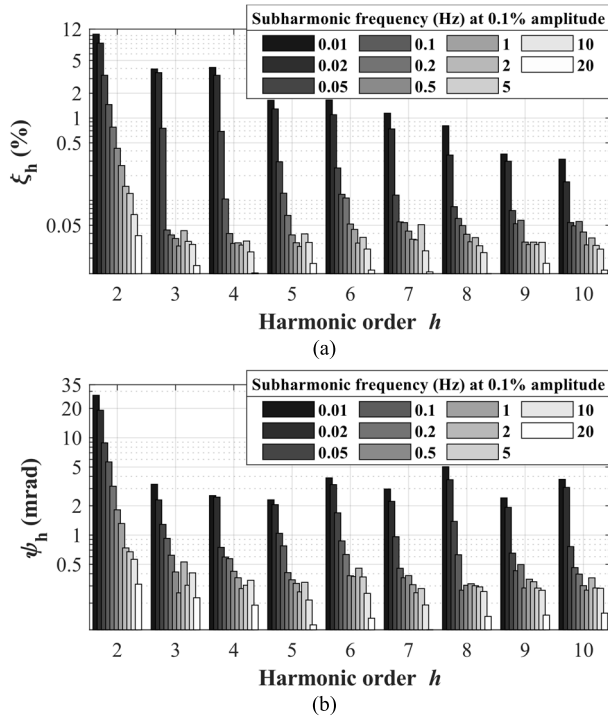 Subharmonic frequency (Hz) at 0.1% amplitude
0.01 0.1 1 10
0.02 0.2 2 20
0.05 0.5 5
12
5
2
1
0.5
0.05
ξh (%)
2 3 4 5 6 7 8 9 10
Harmonic order h
(a)
Subharmonic frequency (Hz) at 0.1% amplitude
0.01 0.1 1 10
0.02 0.2 2 20
0.05 0.5 5
35
20
10
5
2
1
0.5
ψh (mrad)
2 3 4 5 6 7 8 9 10
Harmonic order h
(b)